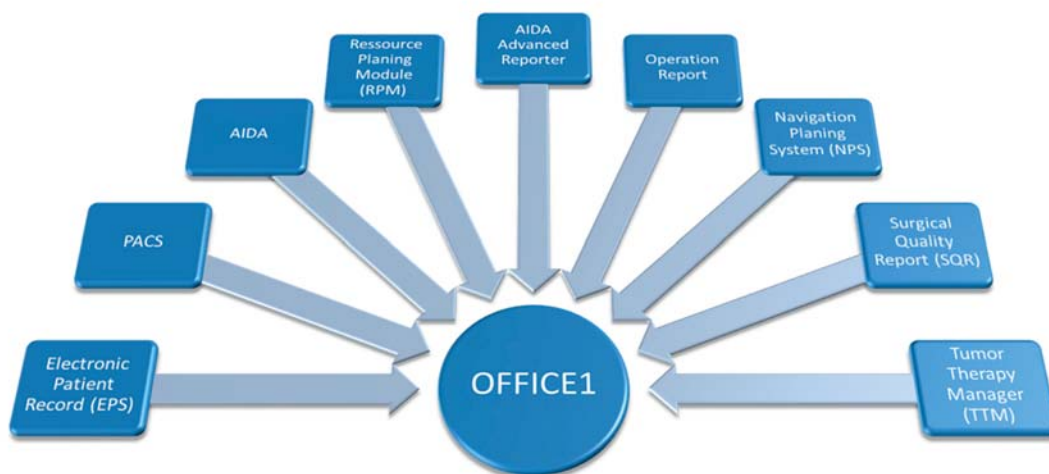 Electronic
Patient
Record (EPS)
PACS
AIDA
Ressource
Planing
Module
(RPM)
AIDA
Advanced
Reporter
Operation
Report
Navigation
Planing
System (NPS)
Surgical
Quality
Report (SQR)
Tumor
Therapy
Manager
(TTM)
OFFICE1